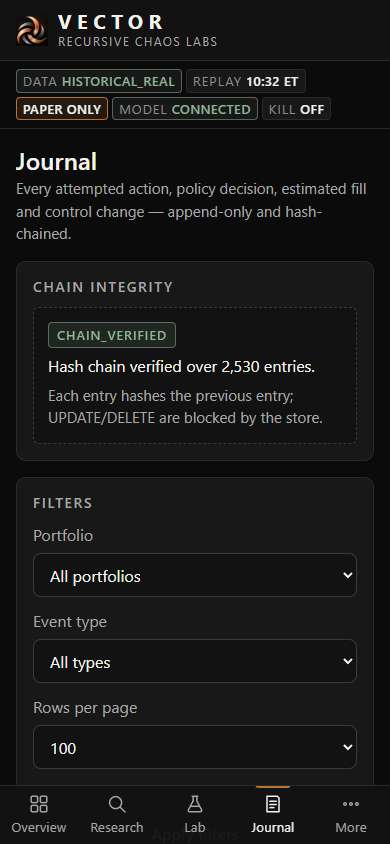 VECTOR
RECURSIVE CHAOS LABS
DATA HISTORICAL_REAL REPLAY 10:32 ET
PAPER ONLY MODEL CONNECTED KILL OFF
Journal
Every attempted action, policy decision, estimated fill
and control change — append-only and hash-
chained.
CHAIN INTEGRITY
CHAIN_VERIFIED
Hash chain verified over 2,530 entries.
Each entry hashes the previous entry;
UPDATE/DELETE are blocked by the store.
FILTERS
Portfolio
All portfolios
Event type
All types
Rows per page
100
Apply filters
Overview Research Lab Journal More